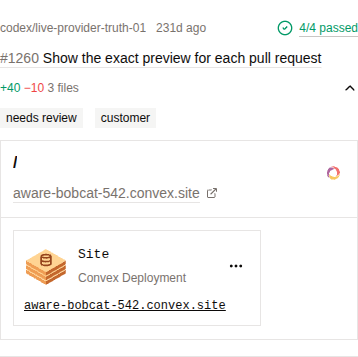 codex/live-provider-truth-01 231d ago 4/4 passed
#1260 Show the exact preview for each pull request
+40 −10 3 files
needs review customer
/
aware-bobcat-542.convex.site
Site
Convex Deployment
aware-bobcat-542.convex.site